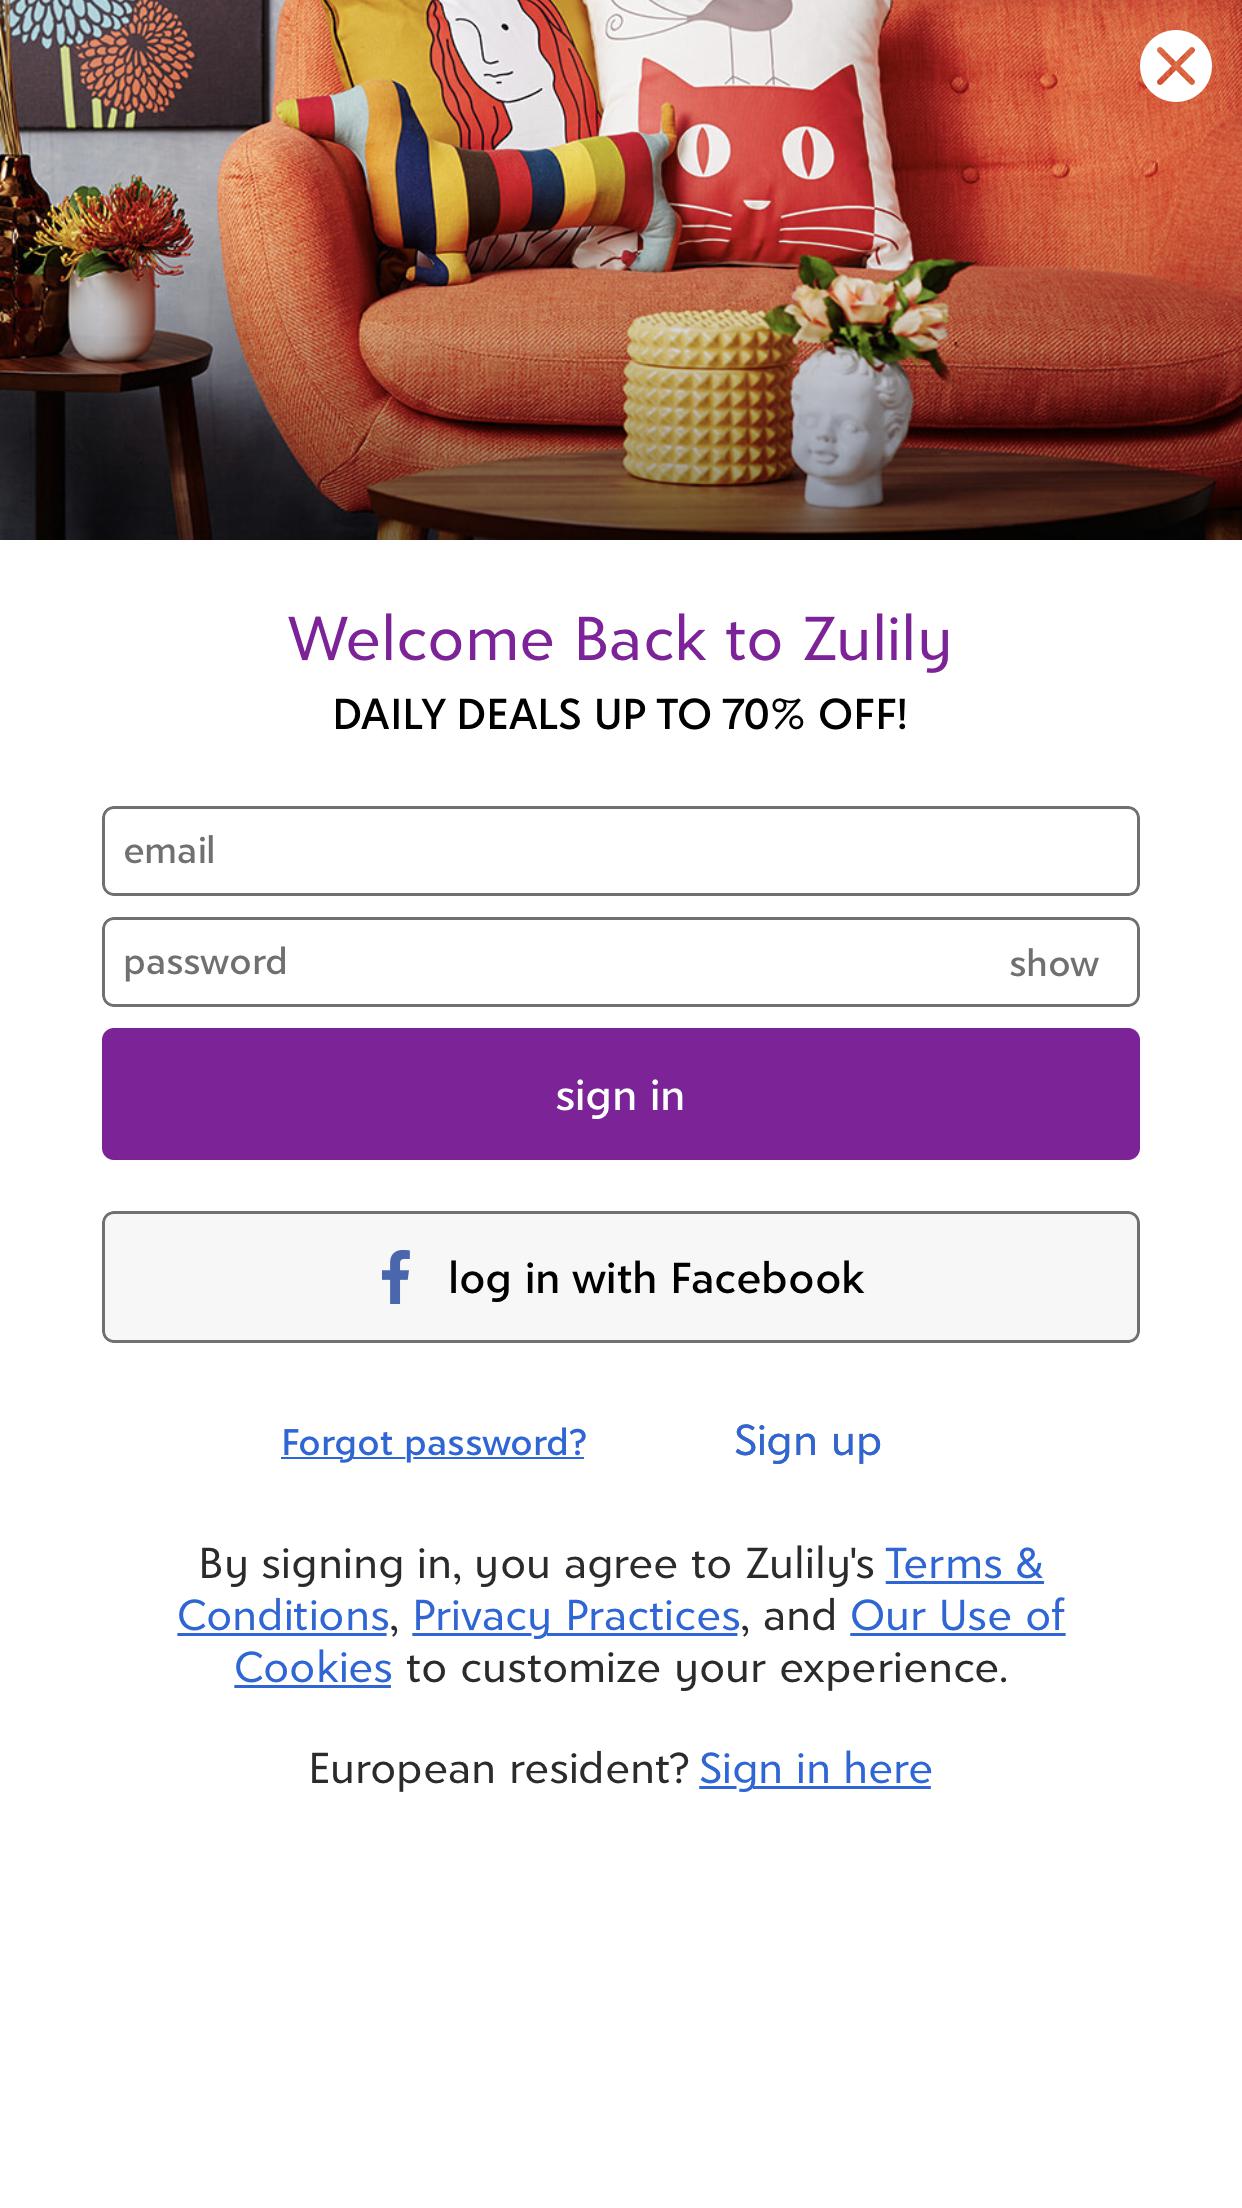 Welcome Back to Zulily
DAILY DEALS UP TO 70% OFF!
email
password show
sign in
log in with Facebook
Forgot password? Sign up
By signing in, you agree to Zulily's Terms &
Conditions, Privacy Practices, and Our Use of
Cookies to customize your experience.
European resident? Sign in here